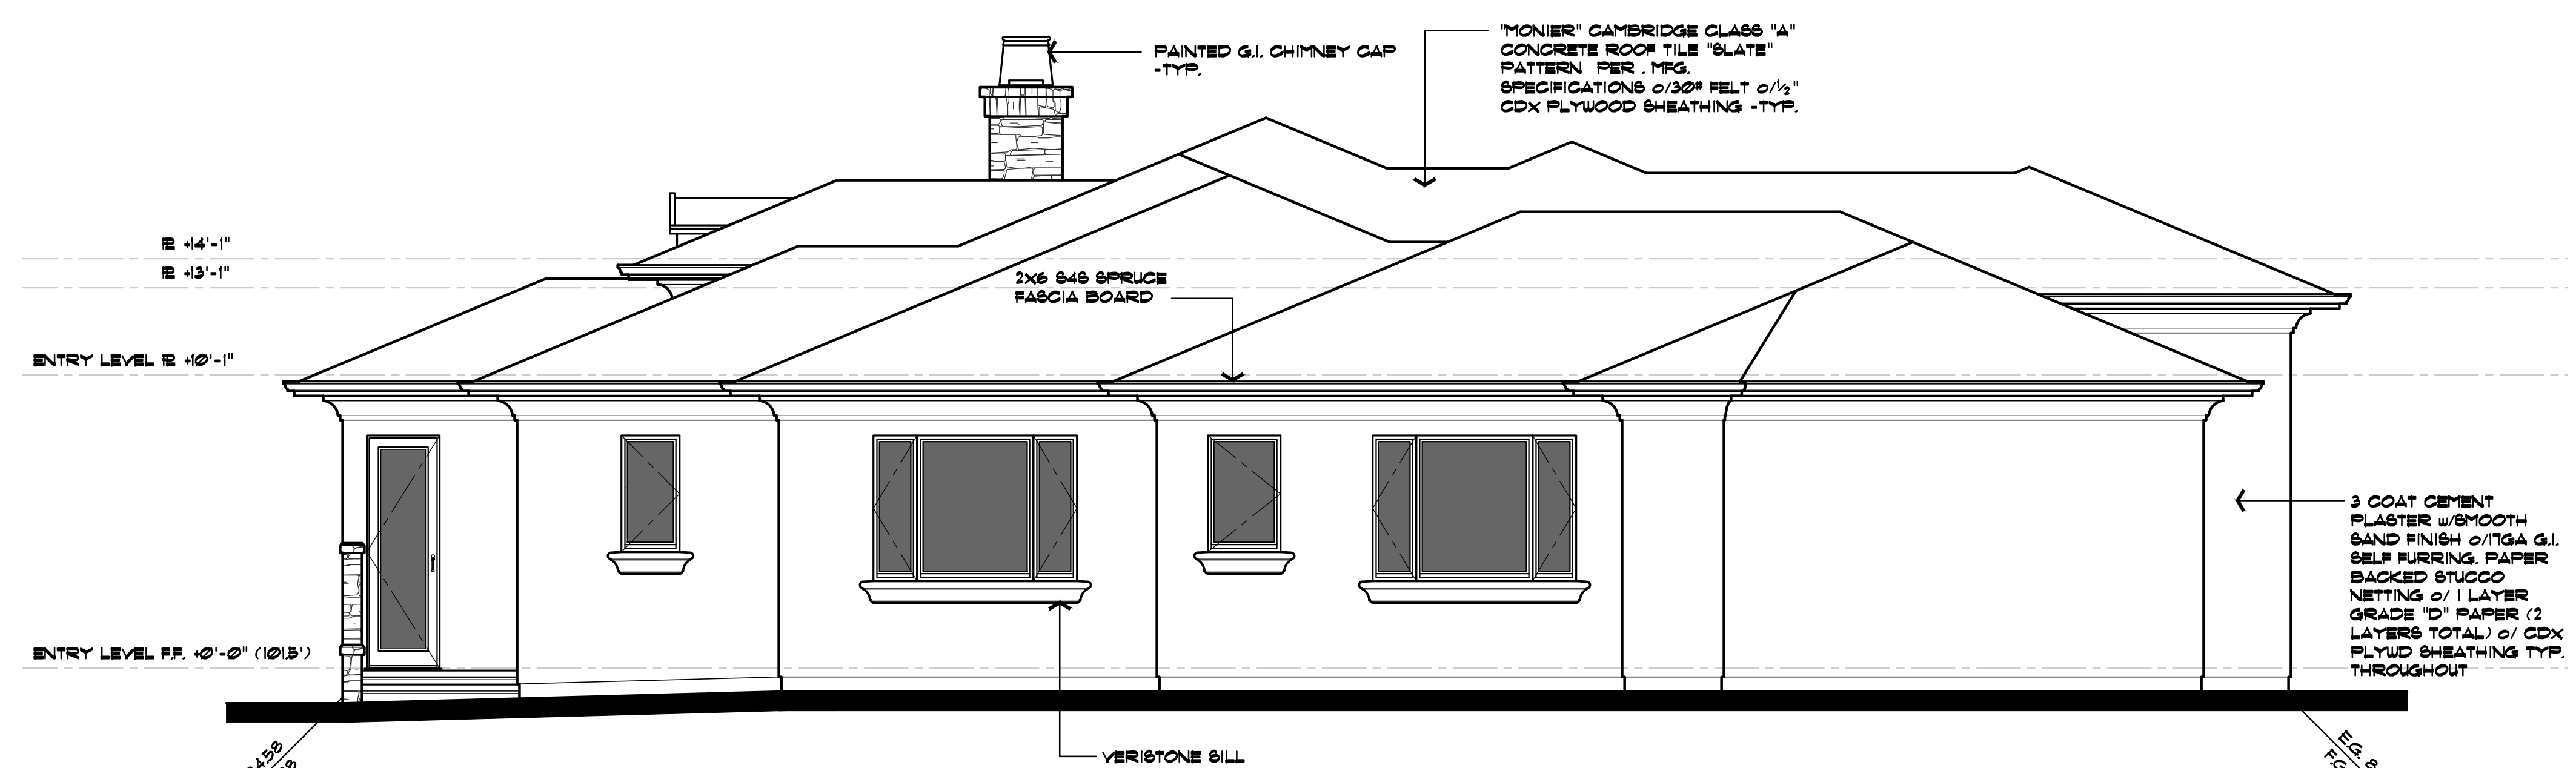 PAINTED G.I. CHIMNEY CAP
-TYP.
"MONIER" CAMBRIDGE CLASS "A"
CONCRETE ROOF TILE "SLATE"
PATTERN PER . MFG.
SPECIFICATIONS o/30# FELT o/½"
CDX PLYWOOD SHEATHING -TYP.
+14'-1"
+13'-1"
2X6 S4S SPRUCE
FASCIA BOARD
ENTRY LEVEL +10'-1"
3 COAT CEMENT
PLASTER w/SMOOTH
SAND FINISH o/17GA G.I.
SELF FURRING, PAPER
BACKED STUCCO
NETTING o/ 1 LAYER
GRADE "D" PAPER (2
LAYERS TOTAL) o/ CDX
PLYWD SHEATHING TYP.
THROUGHOUT
ENTRY LEVEL F.F. +0'-0" (101.5')
VERISTONE SILL
4.58
E.G.